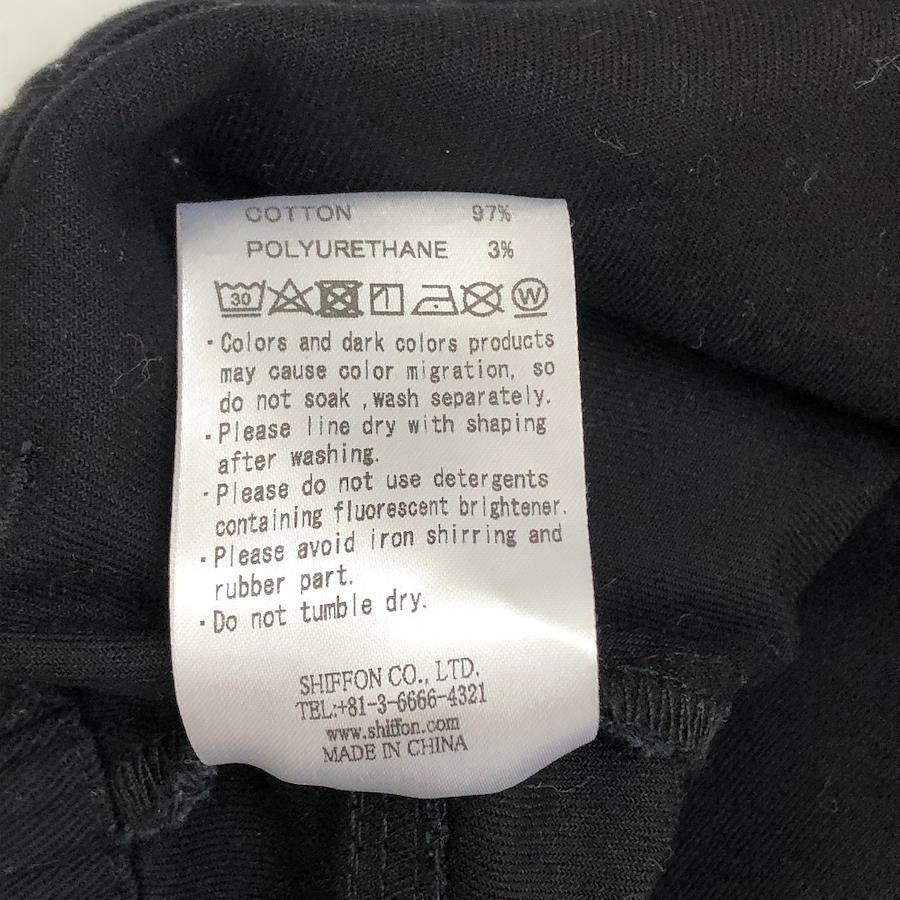 COTTON 97%
POLYURETHANE 3%
30 W
·Colors and dark colors products
may cause color migration, so
do not soak ,wash separately.
·Please line dry with shaping
after washing.
·Please do not use detergents
containing fluorescent brightener.
·Please avoid iron shirring and
rubber part.
·Do not tumble dry.
SHIFFON CO., LTD.
TEL:+81-3-6666-4321
www.shiffon.com
MADE IN CHINA